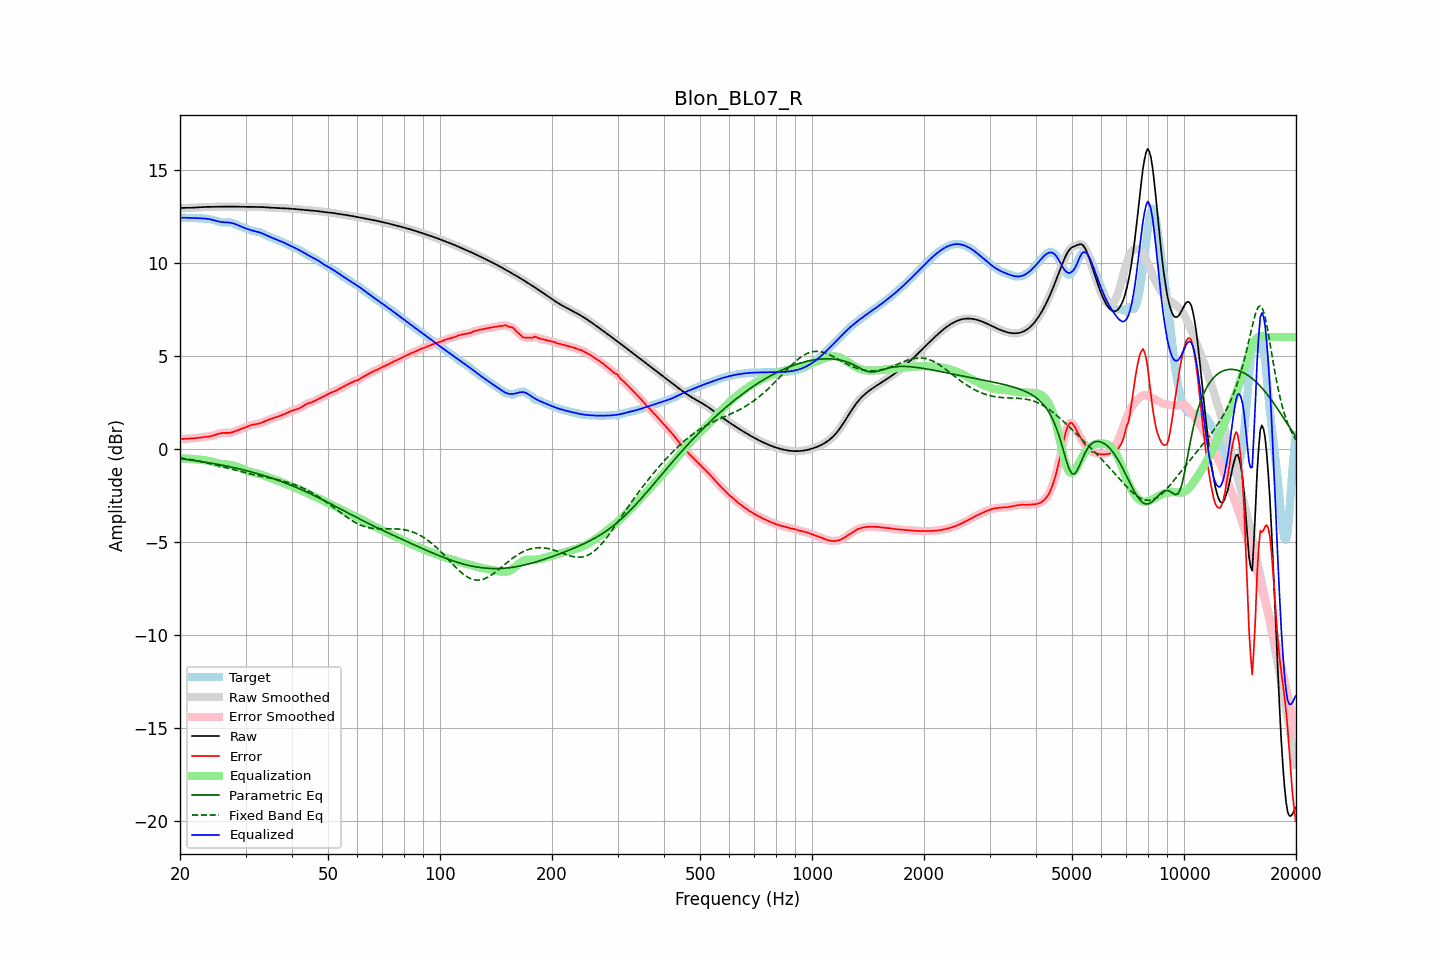 Blon_BL07_R
Amplitude (dBr)
15
10
5
0
−5
−10
−15
−20
Target
Raw Smoothed
Error Smoothed
Raw
Error
Equalization
Parametric Eq
Fixed Band Eq
Equalized
20 50 100 200 500 1000 2000 5000 10000 20000
Frequency (Hz)